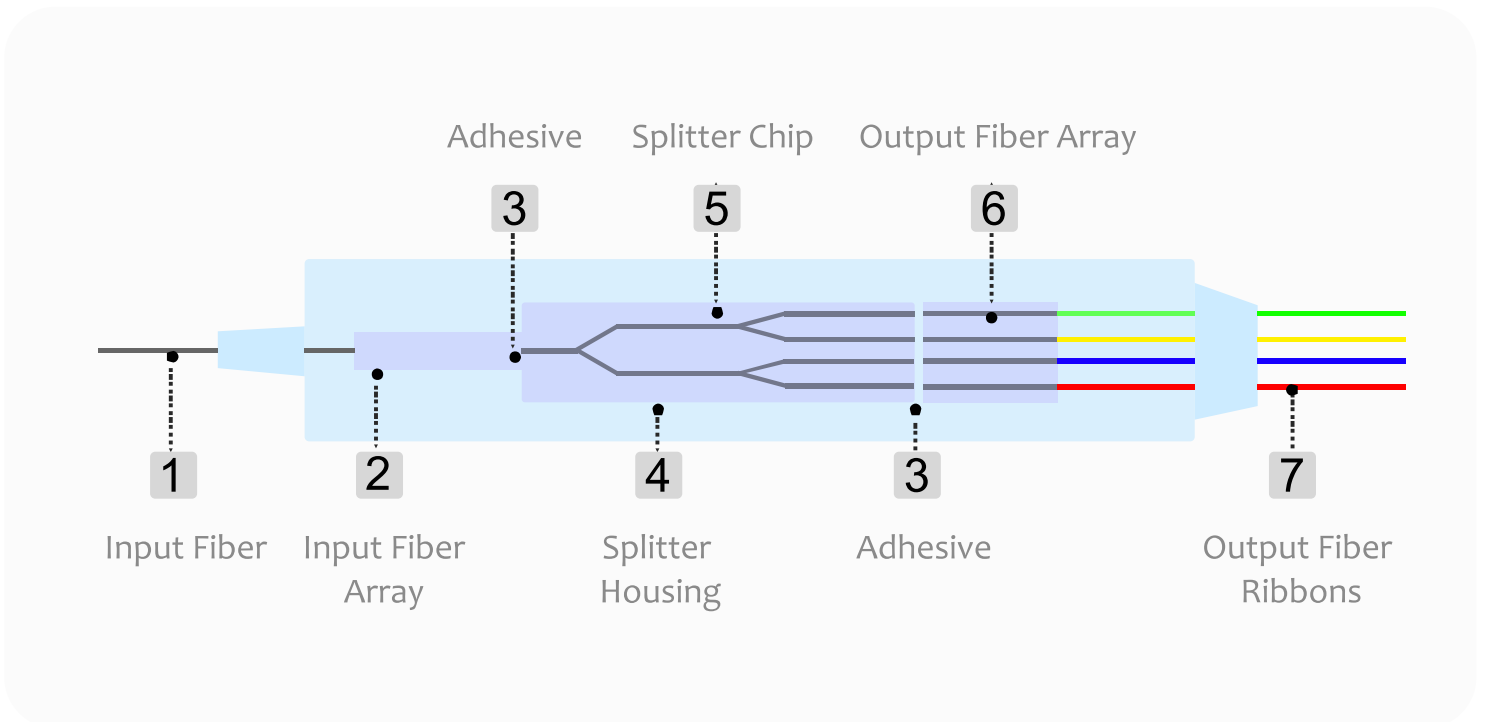 Adhesive
Splitter Chip
Output Fiber Array
3
5
6
1
2
4
3
7
Input Fiber
Input Fiber
Array
Splitter
Housing
Adhesive
Output Fiber
Ribbons